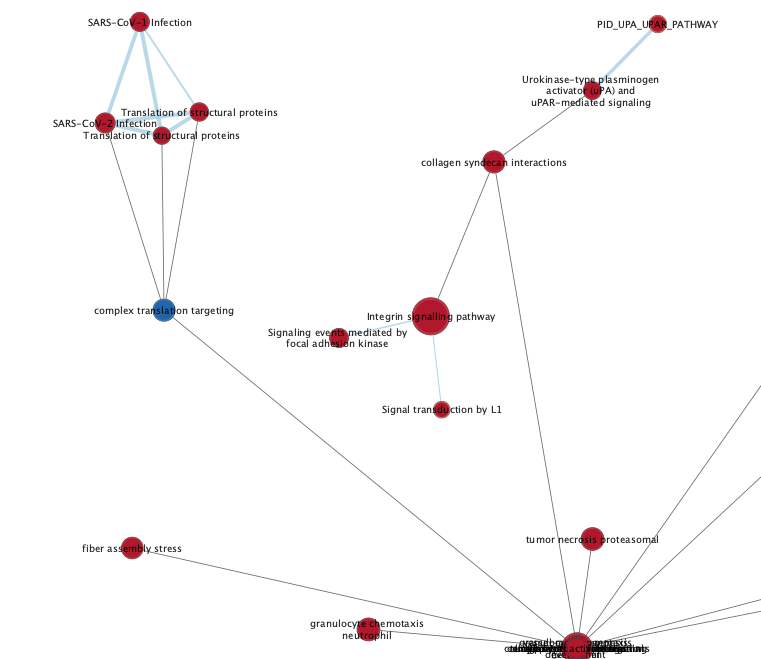 SARS-CoV-1 Infection
PID_UPA_UPAR_PATHWAY
Urokinase-type plasminogen
activator (uPA) and
uPAR-mediated signaling
Translation of structural proteins
SARS-CoV-2 Infection
Translation of structural proteins
collagen syndecan interactions
complex translation targeting
Integrin signalling pathway
Signaling events mediated by
focal adhesion kinase
Signal transduction by L1
tumor necrosis proteasomal
fiber assembly stress
granulocyte chemotaxis
neutrophil